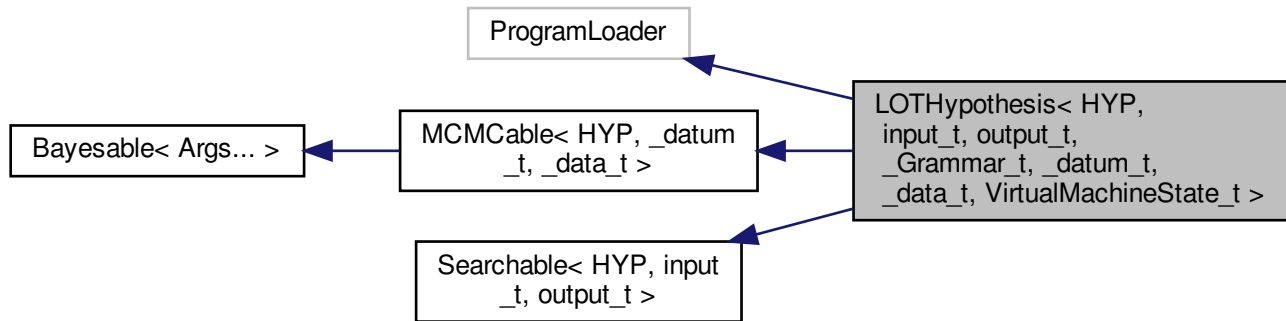 ProgramLoader
Bayesable< Args... >
MCMCable< HYP, _datum
_t, _data_t >
Searchable< HYP, input
_t, output_t >
LOTHypothesis< HYP,
input_t, output_t,
_Grammar_t, _datum_t,
_data_t, VirtualMachineState_t >